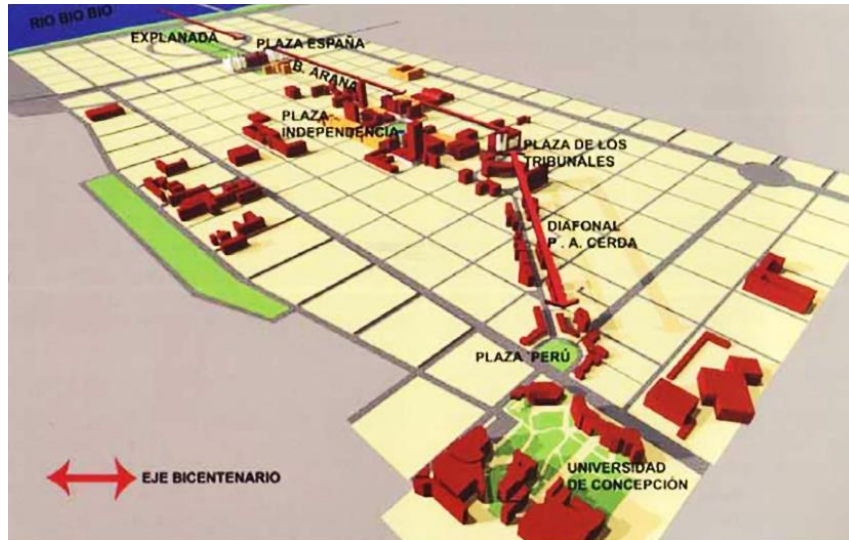 RIO BIO BIO
EXPLANADA
PLAZA ESPAÑA
B. ARANA
PLAZA
INDEPENDENCIA
PLAZA DE LOS
TRIBUNALES
DIAFONAL
P . A. CERDA
PLAZA PERÚ
UNIVERSIDAD
DE CONCEPCIÓN
EJE BICENTENARIO